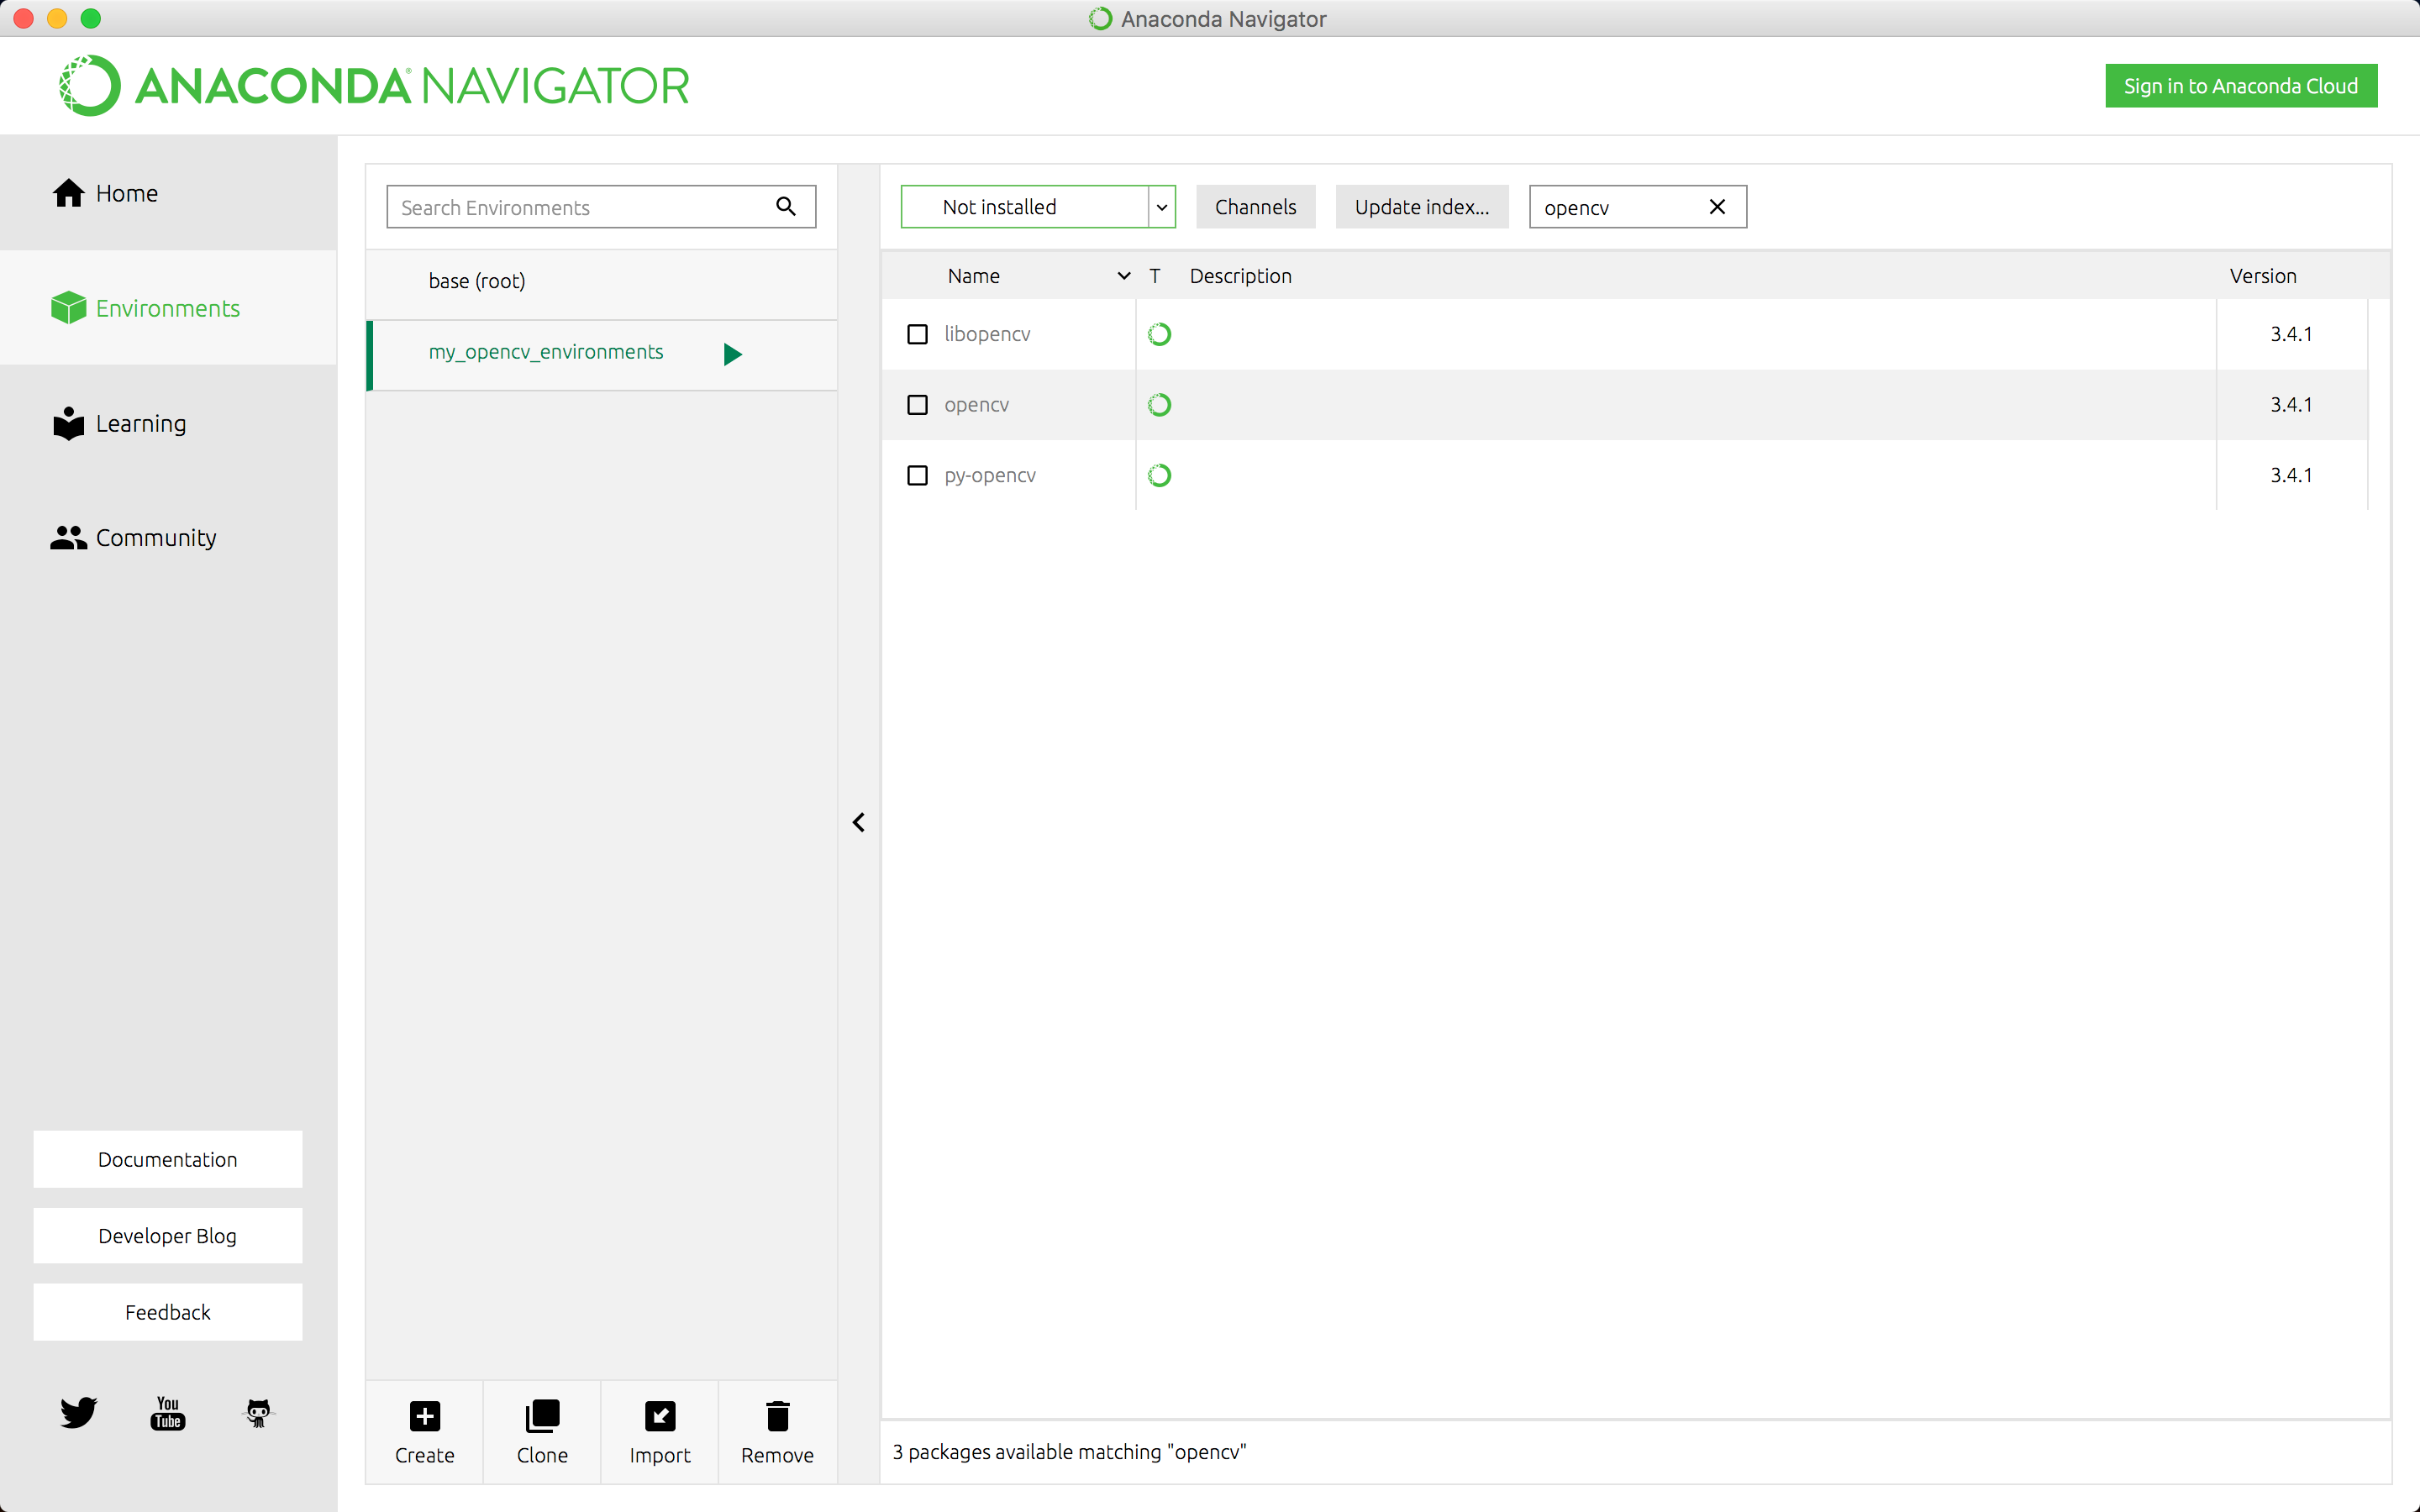 Anaconda Navigator
ANACONDA NAVIGATOR
Sign in to Anaconda Cloud
Home
Environments
Learning
Community
Documentation
Developer Blog
Feedback
You
Tube
Search Environments
base (root)
my_opencv_environments
Create
Clone
Import
Remove
Not installed
Channels
Update index...
opencv
Name T Description Version
libopencv 3.4.1
opencv 3.4.1
py-opencv 3.4.1
3 packages available matching "opencv"